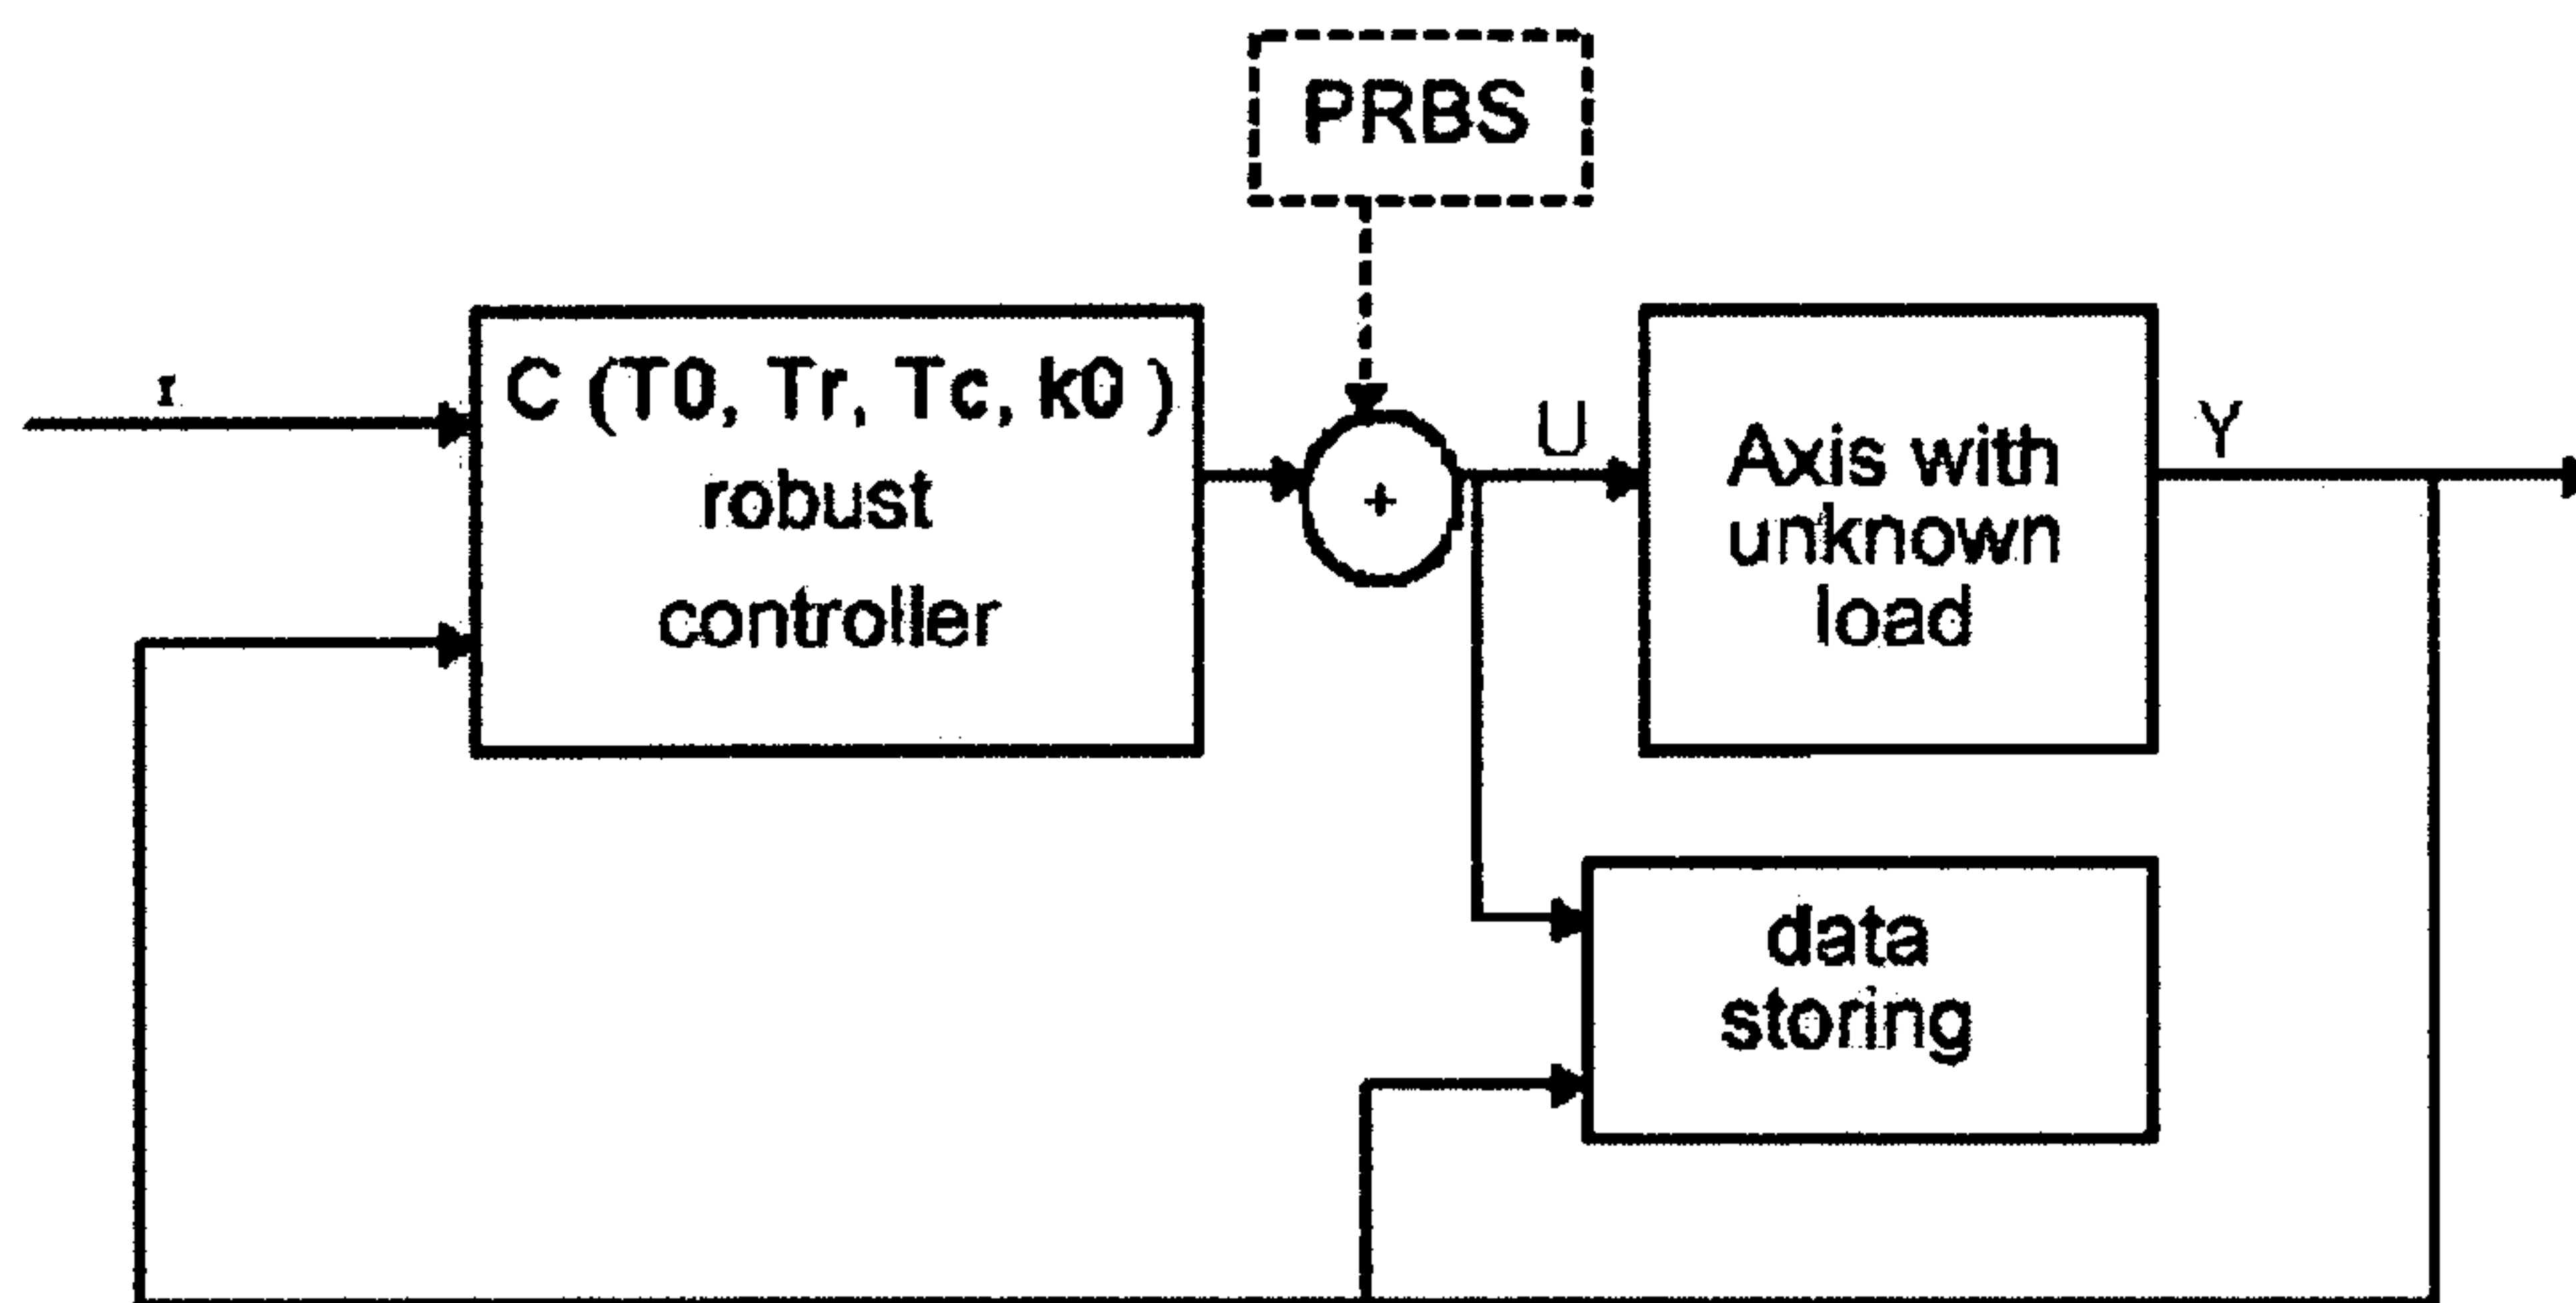 PRBS
r
C (T0, Tr, Tc, k0 )
robust
controller
+
U
Axis with
unknown
load
Y
data
storing